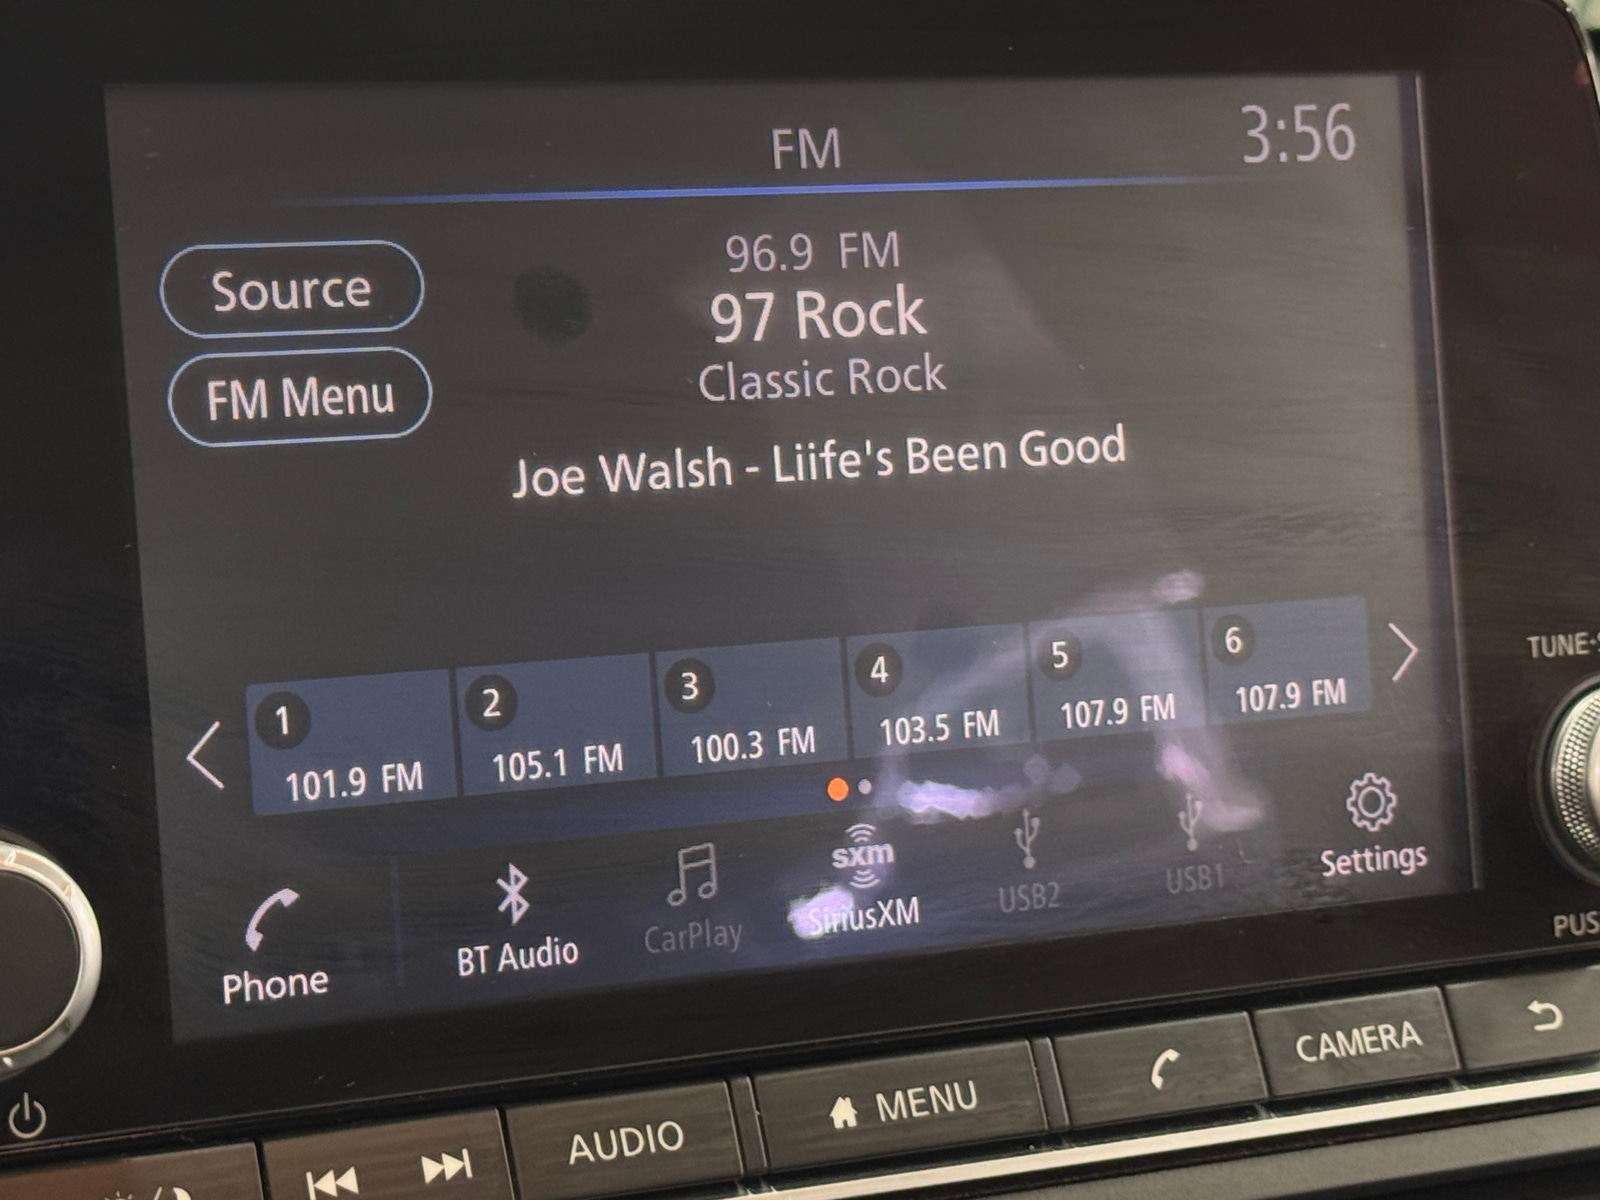 FM
3:56
Source
96.9 FM
97 Rock
FM Menu
Classic Rock
Joe Walsh - Liife's Been Good
1
2
3
4
5
6
101.9 FM
105.1 FM
100.3 FM
103.5 FM
107.9 FM
107.9 FM
TUNE-
sxm
Phone
BT Audio
CarPlay
SiriusXM
USB2
USB1
Settings
PUS
AUDIO
MENU
CAMERA